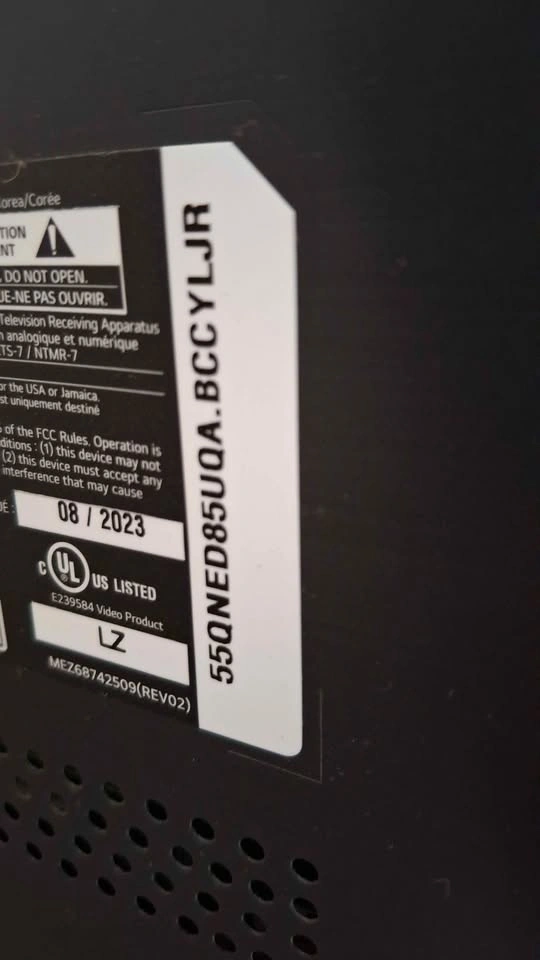 orea/Corée
TION
NT
DO NOT OPEN.
UE-NE PAS OUVRIR.
Television Receiving Apparatus
analogique et numérique
TS-7 / NTMR-7
or the USA or Jamaica.
st uniquement destiné
of the FCC Rules. Operation is
ditions : (1) this device may not
(2) this device must accept any
interference that may cause
É :
08 / 2023
C UL US LISTED
®
E239584 Video Product
LZ
MEZ68742509(REV02)
55QNED85UQA.BCCYLJR